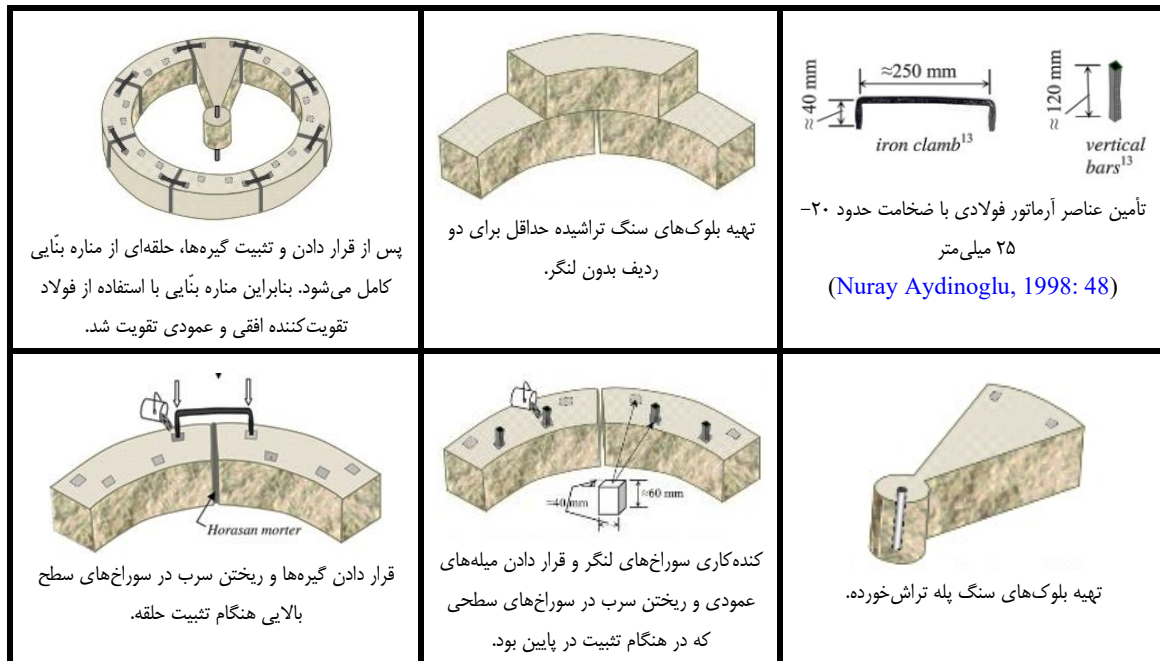 ≈250 mm
≈ 40 mm
≈ 120 mm
iron clamb13
vertical
bars13
تأمین عناصر آرماتور فولادی با ضخامت حدود ۲۰–
۲۵ میلی‌متر
(Nuray Aydinoglu, 1998: 48)
تهیه بلوک‌های سنگ تراشیده حداقل برای دو
ردیف بدون لنگر.
پس از قرار دادن و تثبیت گیره‌ها، حلقه‌ای از مناره بنّایی
کامل می‌شود. بنابراین مناره بنّایی با استفاده از فولاد
تقویت‌کننده افقی و عمودی تقویت شد.
تهیه بلوک‌های سنگ پله تراش‌خورده.
≈40 mm
≈60 mm
کنده‌کاری سوراخ‌های لنگر و قرار دادن میله‌های
عمودی و ریختن سرب در سوراخ‌های سطحی
که در هنگام تثبیت در پایین بود.
Horasan morter
قرار دادن گیره‌ها و ریختن سرب در سوراخ‌های سطح
بالایی هنگام تثبیت حلقه.